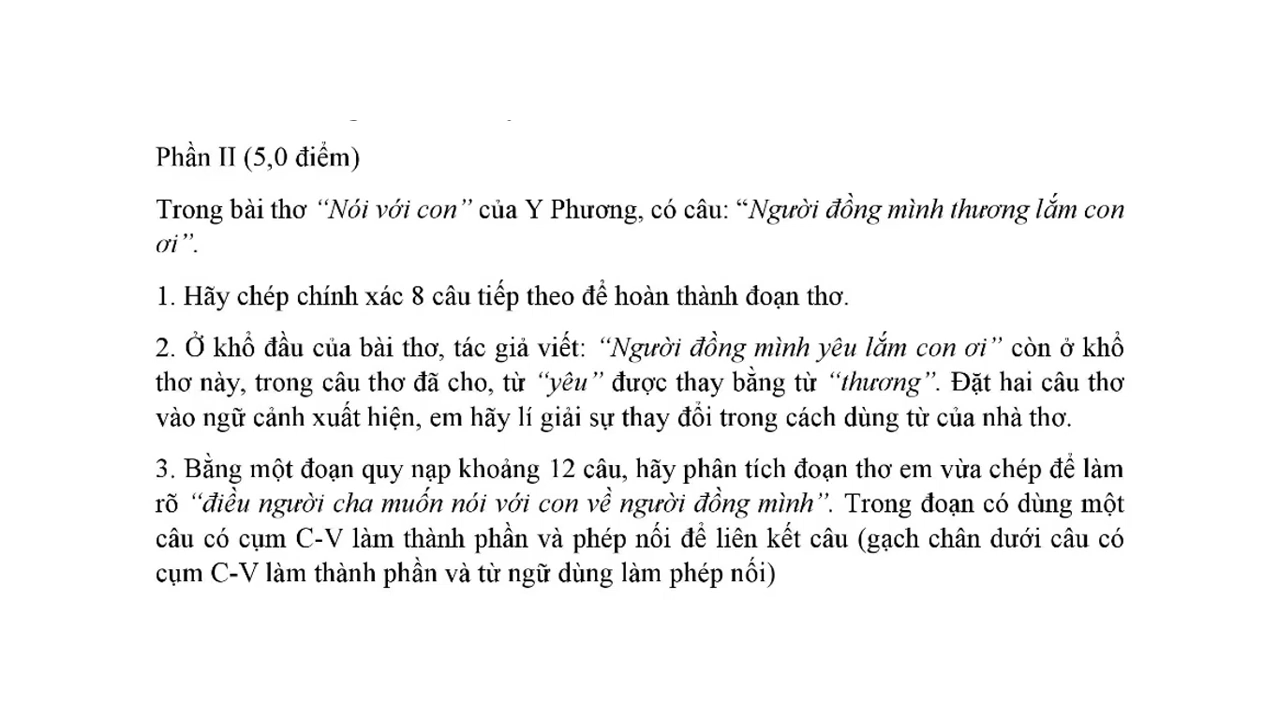 Phần II (5,0 điểm)
Trong bài thơ “Nói với con” của Y Phương, có câu: “Người đồng mình thương lắm con
ơi”.
1. Hãy chép chính xác 8 câu tiếp theo để hoàn thành đoạn thơ.
2. Ở khổ đầu của bài thơ, tác giả viết: “Người đồng mình yêu lắm con ơi” còn ở khổ
thơ này, trong câu thơ đã cho, từ “yêu” được thay bằng từ “thương”. Đặt hai câu thơ
vào ngữ cảnh xuất hiện, em hãy lí giải sự thay đổi trong cách dùng từ của nhà thơ.
3. Bằng một đoạn quy nạp khoảng 12 câu, hãy phân tích đoạn thơ em vừa chép để làm
rõ “điều người cha muốn nói với con về người đồng mình”. Trong đoạn có dùng một
câu có cụm C-V làm thành phần và phép nối để liên kết câu (gạch chân dưới câu có
cụm C-V làm thành phần và từ ngữ dùng làm phép nối)